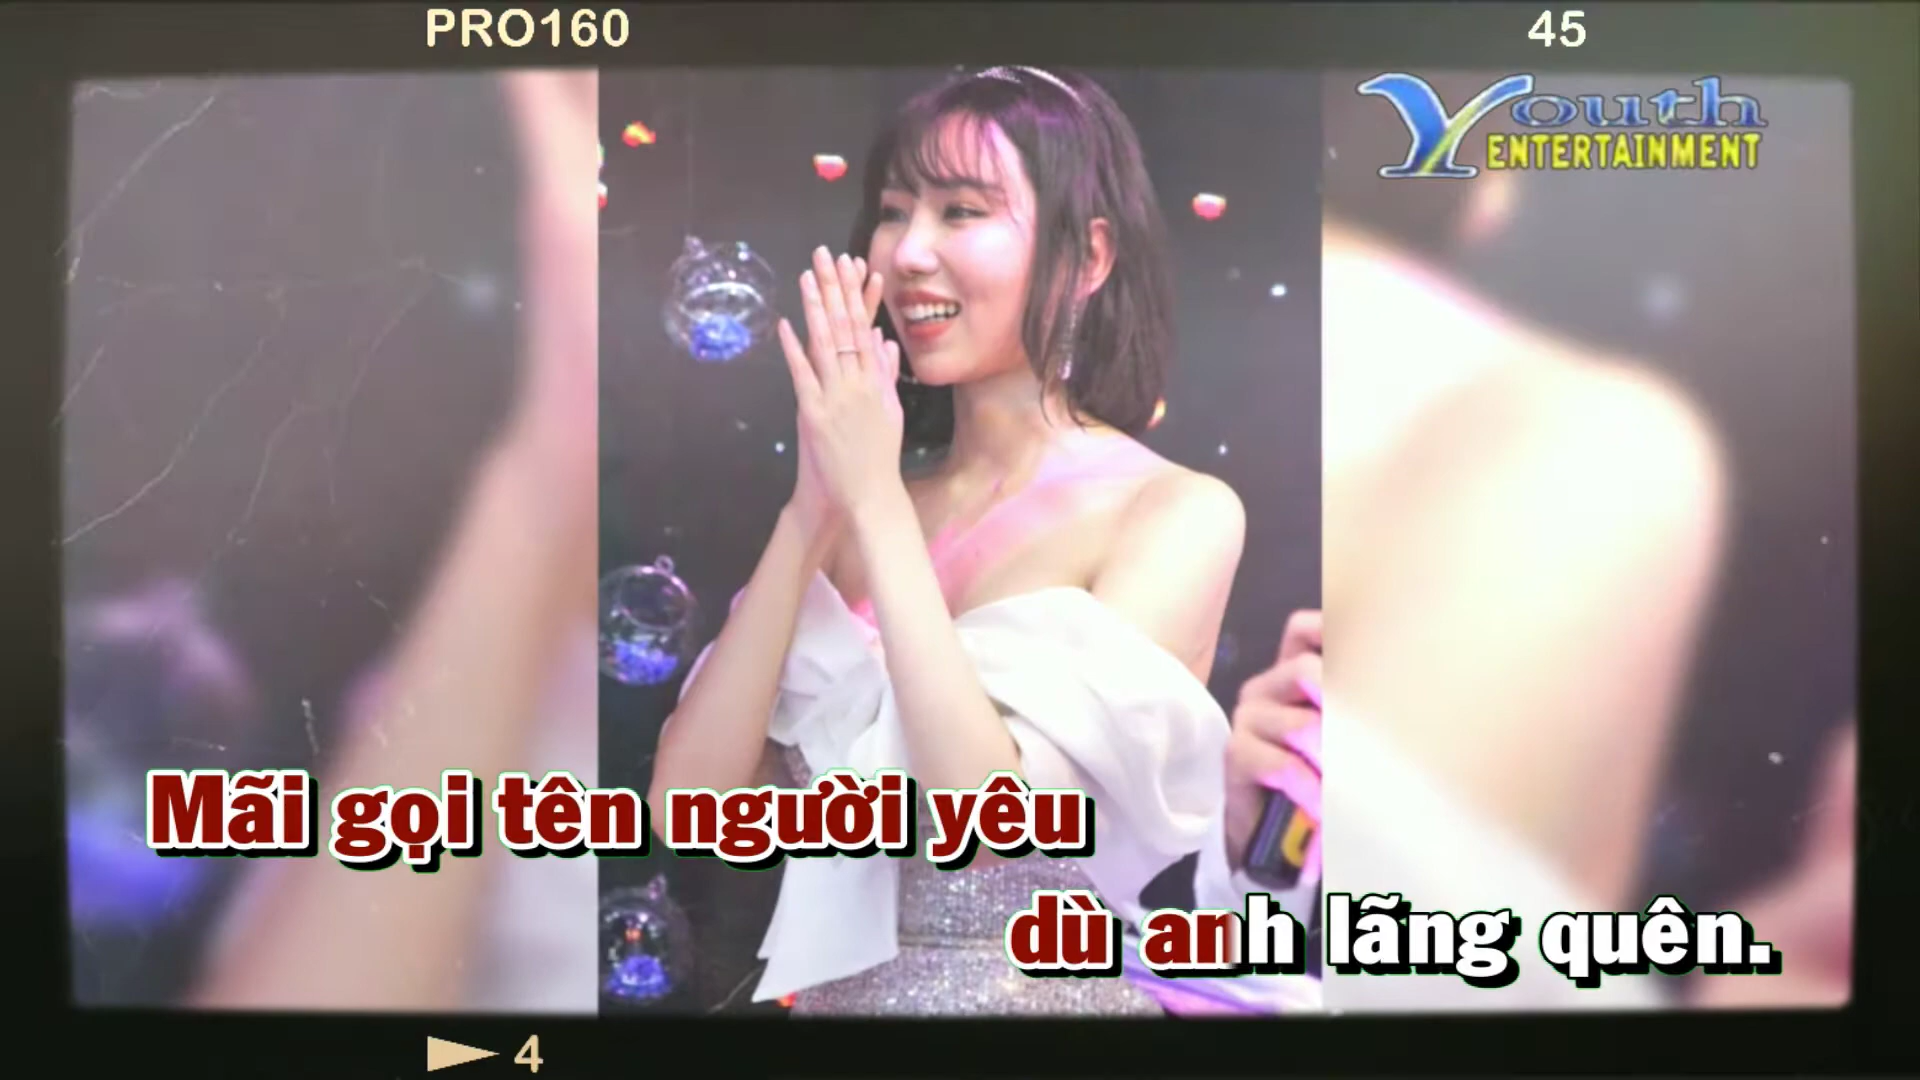 PRO160
45
Youth
ENTERTAINMENT
Mãi gọi tên người yêu
dù anh lãng quên.
4